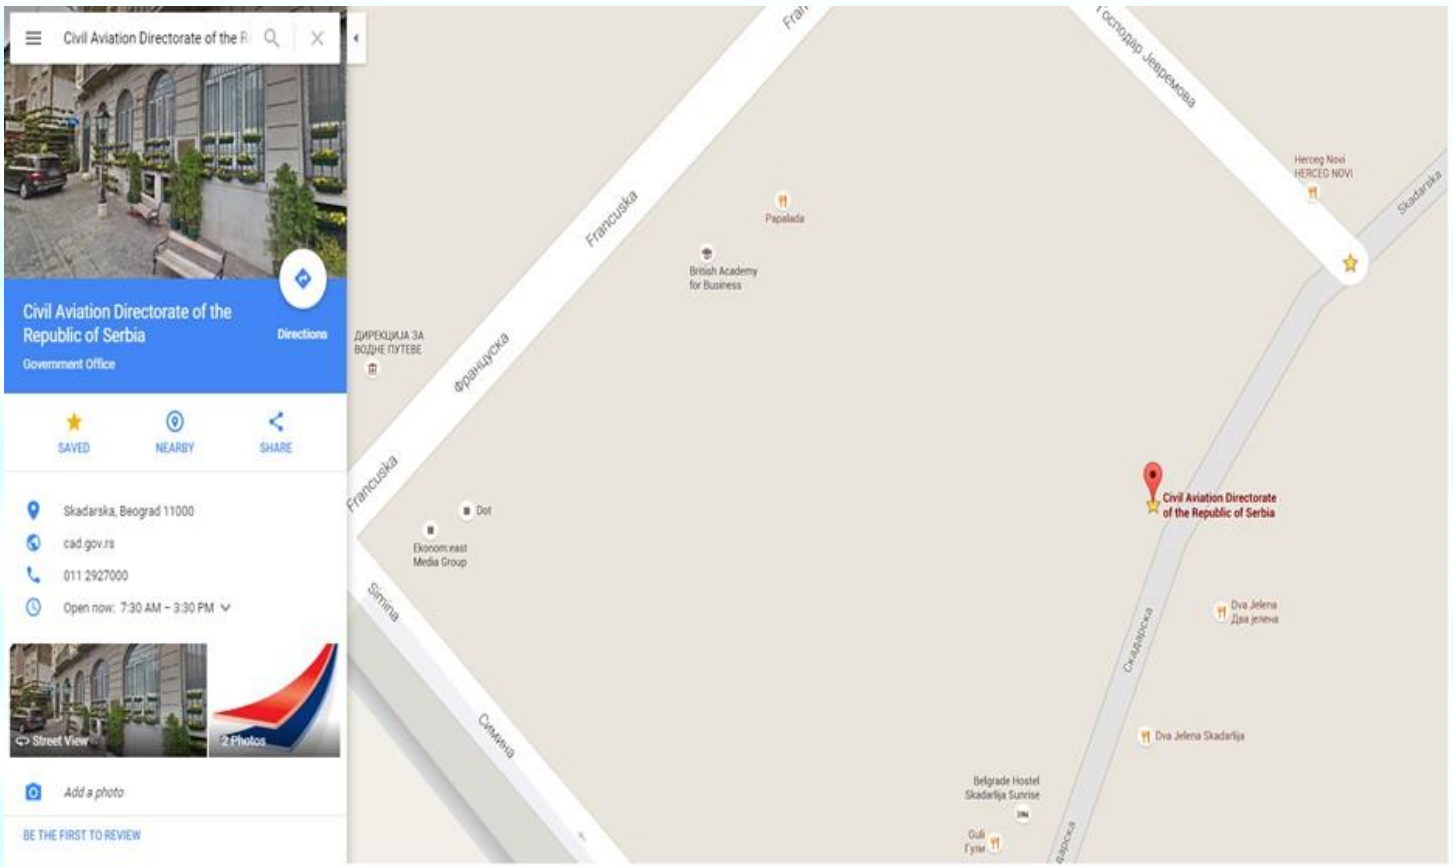 Civil Aviation Directorate of the R
Civil Aviation Directorate of the
Republic of Serbia
Government Office
Directions
SAVED
NEARBY
SHARE
Skadarska, Beograd 11000
cad.gov.rs
011 2927000
Open now: 7:30 AM – 3:30 PM
Street View
2 Photos
Add a photo
BE THE FIRST TO REVIEW
Fran
Господар Јевремова
Herceg Novi
HERCEG NOVI
Skadarska
Francuska
Papalada
British Academy
for Business
ДИРЕКЦИЈА ЗА
ВОДНЕ ПУТЕВЕ
Француска
Francuska
Dot
Ekonom:east
Media Group
Civil Aviation Directorate
of the Republic of Serbia
Simina
Dva Jelena
Два јелена
Скадарска
Симина
Dva Jelena Skadarlija
Belgrade Hostel
Skadarlija Sunrise
Guli
Гули
дарска